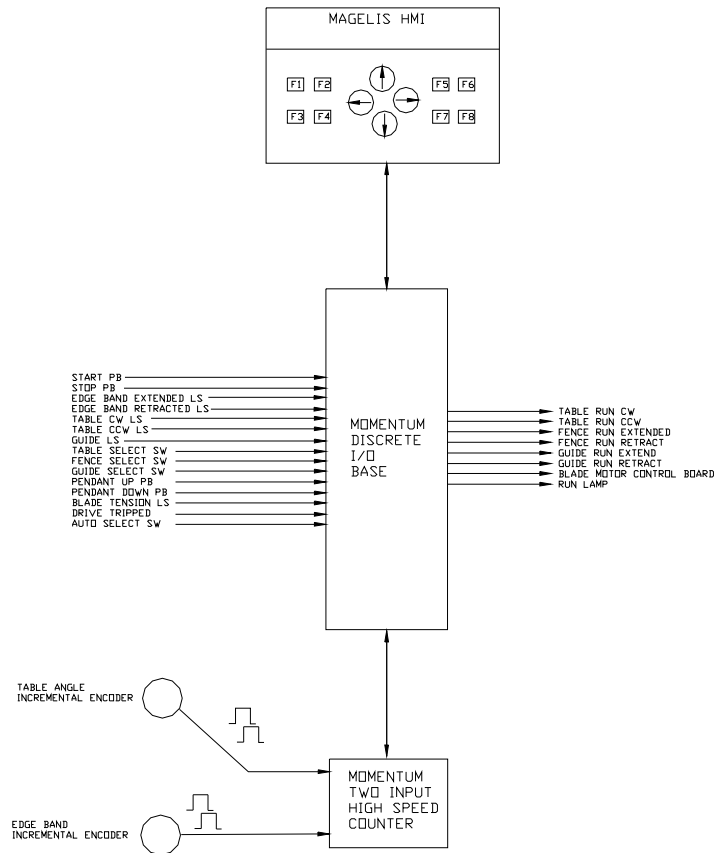 MAGELIS HMI
F1 F2 F5 F6
F3 F4 F7 F8
START PB
STOP PB
EDGE BAND EXTENDED LS
EDGE BAND RETRACTED LS
TABLE CW LS
TABLE CCW LS
GUIDE LS
TABLE SELECT SW
FENCE SELECT SW
GUIDE SELECT SW
PENDANT UP PB
PENDANT DOWN PB
BLADE TENSION LS
DRIVE TRIPPED
AUTO SELECT SW
MOMENTUM
DISCRETE
I/O
BASE
TABLE RUN CW
TABLE RUN CCW
FENCE RUN EXTENDED
FENCE RUN RETRACT
GUIDE RUN EXTEND
GUIDE RUN RETRACT
BLADE MOTOR CONTROL BOARD
RUN LAMP
TABLE ANGLE
INCREMENTAL ENCODER
MOMENTUM
TWO INPUT
HIGH SPEED
COUNTER
EDGE BAND
INCREMENTAL ENCODER